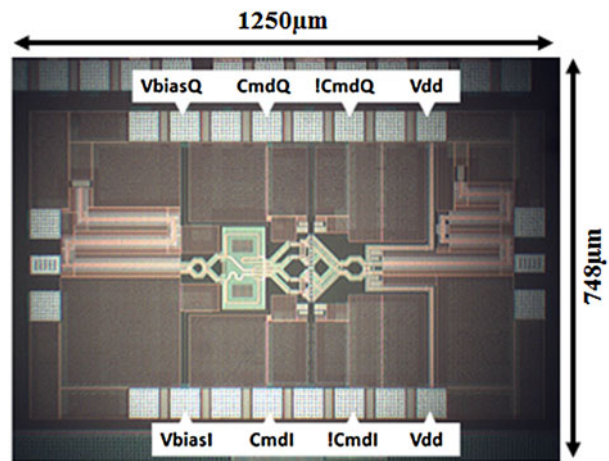 1250μm
VbiasQ CmdQ !CmdQ Vdd
748μm
VbiasI CmdI !CmdI Vdd